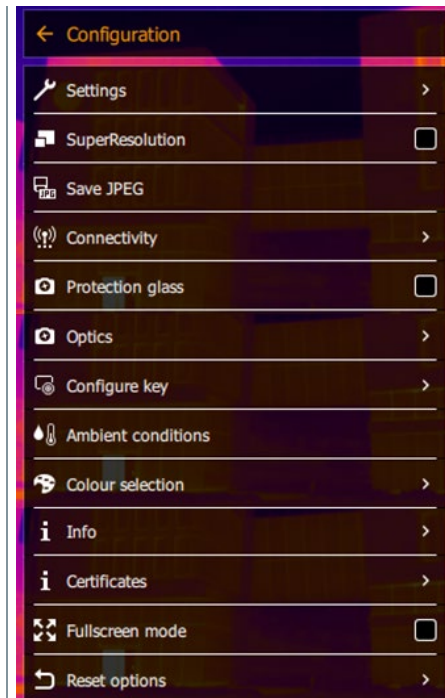 Configuration
Settings
SuperResolution
JPG
Save JPEG
Connectivity
Protection glass
Optics
Configure key
Ambient conditions
Colour selection
i Info
i Certificates
Fullscreen mode
Reset options